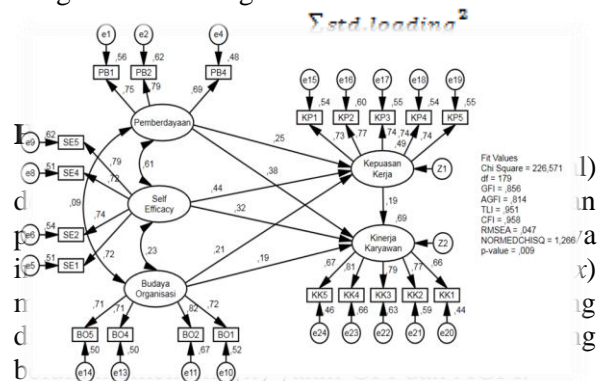 ∑ std. loading²
e1 e2 e4
,56 ,62 ,48
PB1 PB2 PB4
,75 ,79 ,69
Pemberdayaan
e15 e16 e17 e18 e19
,54 ,60 ,55 ,54 ,55
KP1 KP2 KP3 KP4 KP5
,73 ,77 ,74 ,74 ,74
,49
Kepuasan
Kerja
Z1
e9 ,62 SE5 ,79
e8 ,51 SE4 ,72
e6 ,54 SE2 ,74
e5 ,51 SE1 ,72
Self
Efficacy
,61
,09
,23
,25
,38
,44
,32
,21
,19
,19
,69
Kinerja
Karyawan
Z2
Budaya
Organisasi
,71 ,71 ,82 ,72
BO5 BO4 BO2 BO1
,50 ,50 ,67 ,52
e14 e13 e11 e10
,67 ,81 ,79 ,77 ,66
KK5 KK4 KK3 KK2 KK1
,46 ,66 ,63 ,59 ,44
e24 e23 e22 e21 e20
Fit Values
Chi Square = 226,571
df = 179
GFI = ,856
AGFI = ,814
TLI = ,951
CFI = ,958
RMSEA = ,047
NORMEDCHISQ = 1,266
p-value = ,009